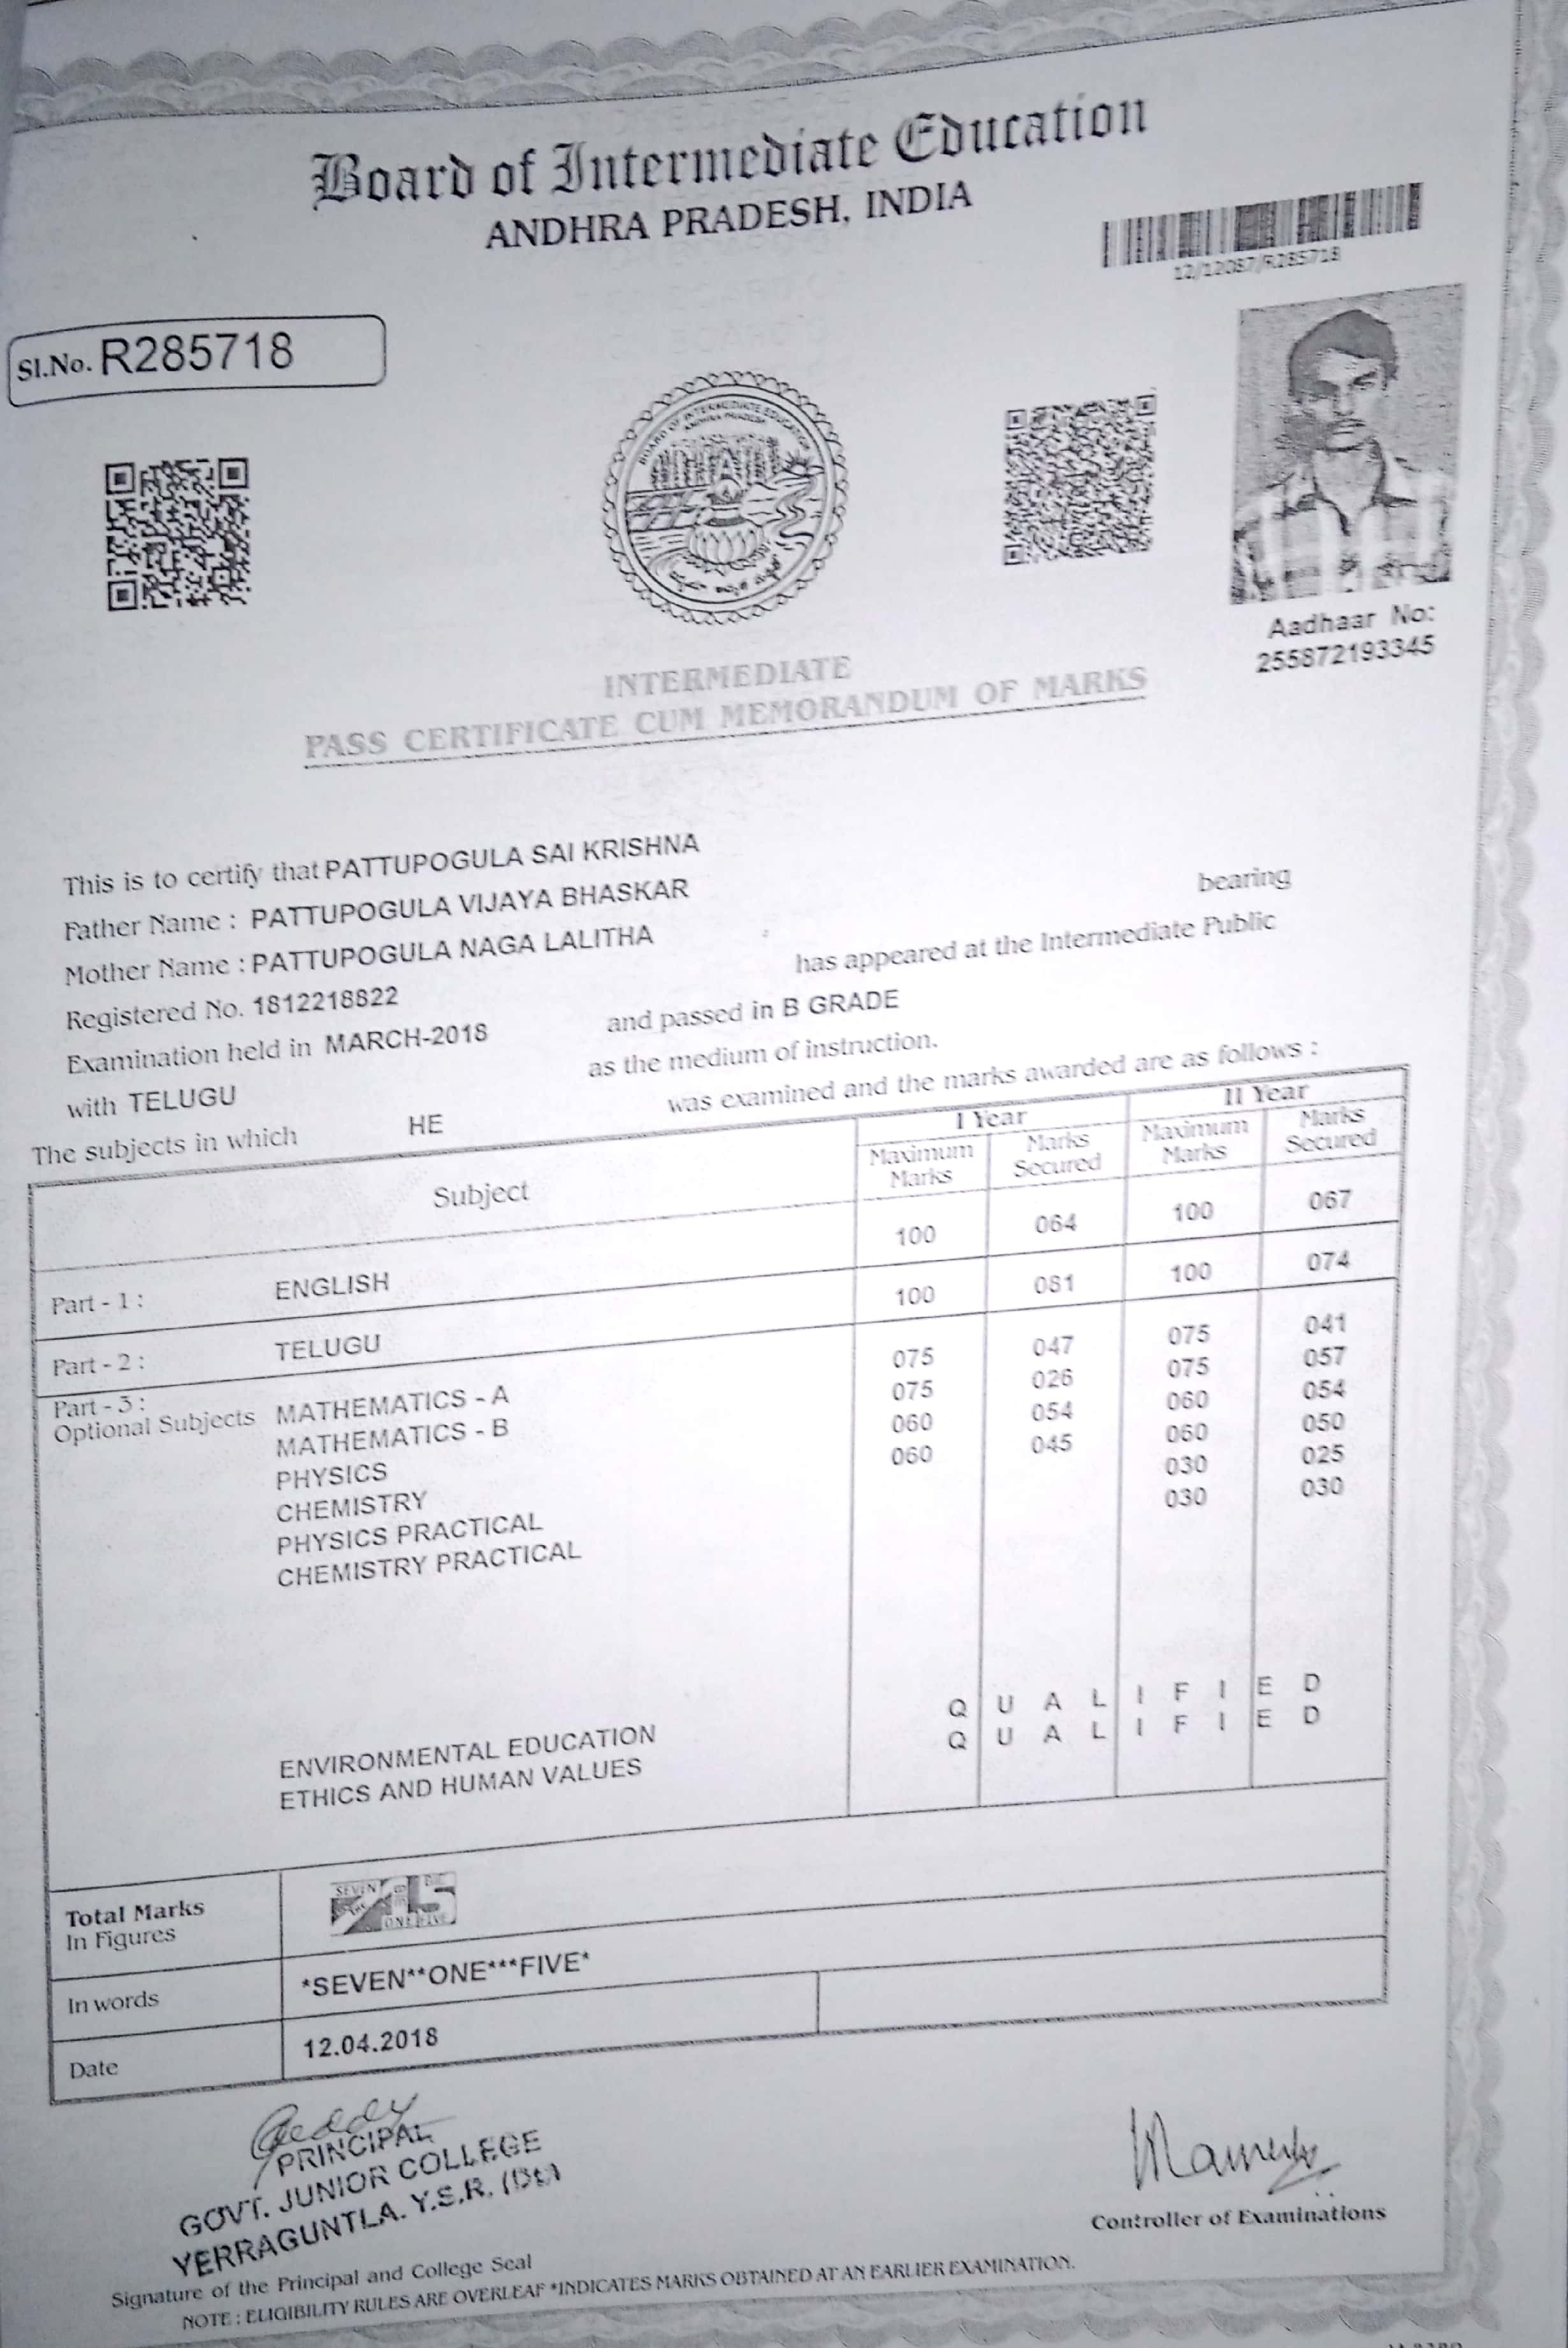 Board of Intermediate Education
ANDHRA PRADESH, INDIA
12/12087/R285718
Sl.No. R285718
BOARD OF INTERMEDIATE EDUCATION
ANDHRA PRADESH
Aadhaar No:
255872193345
INTERMEDIATE
PASS CERTIFICATE CUM MEMORANDUM OF MARKS
This is to certify that PATTUPOGULA SAI KRISHNA
Father Name : PATTUPOGULA VIJAYA BHASKAR
Mother Name : PATTUPOGULA NAGA LALITHA bearing
Registered No. 1812218822 has appeared at the Intermediate Public
Examination held in MARCH-2018 and passed in B GRADE
with TELUGU as the medium of instruction.
The subjects in which HE was examined and the marks awarded are as follows :
Subject I Year II Year
Maximum Marks Marks Secured Maximum Marks Marks Secured
Part - 1 : ENGLISH 100 064 100 067
Part - 2 : TELUGU 100 081 100 074
Part - 3 :
Optional Subjects MATHEMATICS - A 075 047 075 041
MATHEMATICS - B 075 026 075 057
PHYSICS 060 054 060 054
CHEMISTRY 060 045 060 050
PHYSICS PRACTICAL 030 025
CHEMISTRY PRACTICAL 030 030
ENVIRONMENTAL EDUCATION Q U A L I F I E D
ETHICS AND HUMAN VALUES Q U A L I F I E D
Total Marks
In Figures
SEVEN
ONE FIVE
In words *SEVEN**ONE***FIVE*
Date 12.04.2018
Reddy
PRINCIPAL
GOVT. JUNIOR COLLEGE
YERRAGUNTLA. Y.S.R. (Dt)
Controller of Examinations
Signature of the Principal and College Seal
NOTE : ELIGIBILITY RULES ARE OVERLEAF *INDICATES MARKS OBTAINED AT AN EARLIER EXAMINATION.